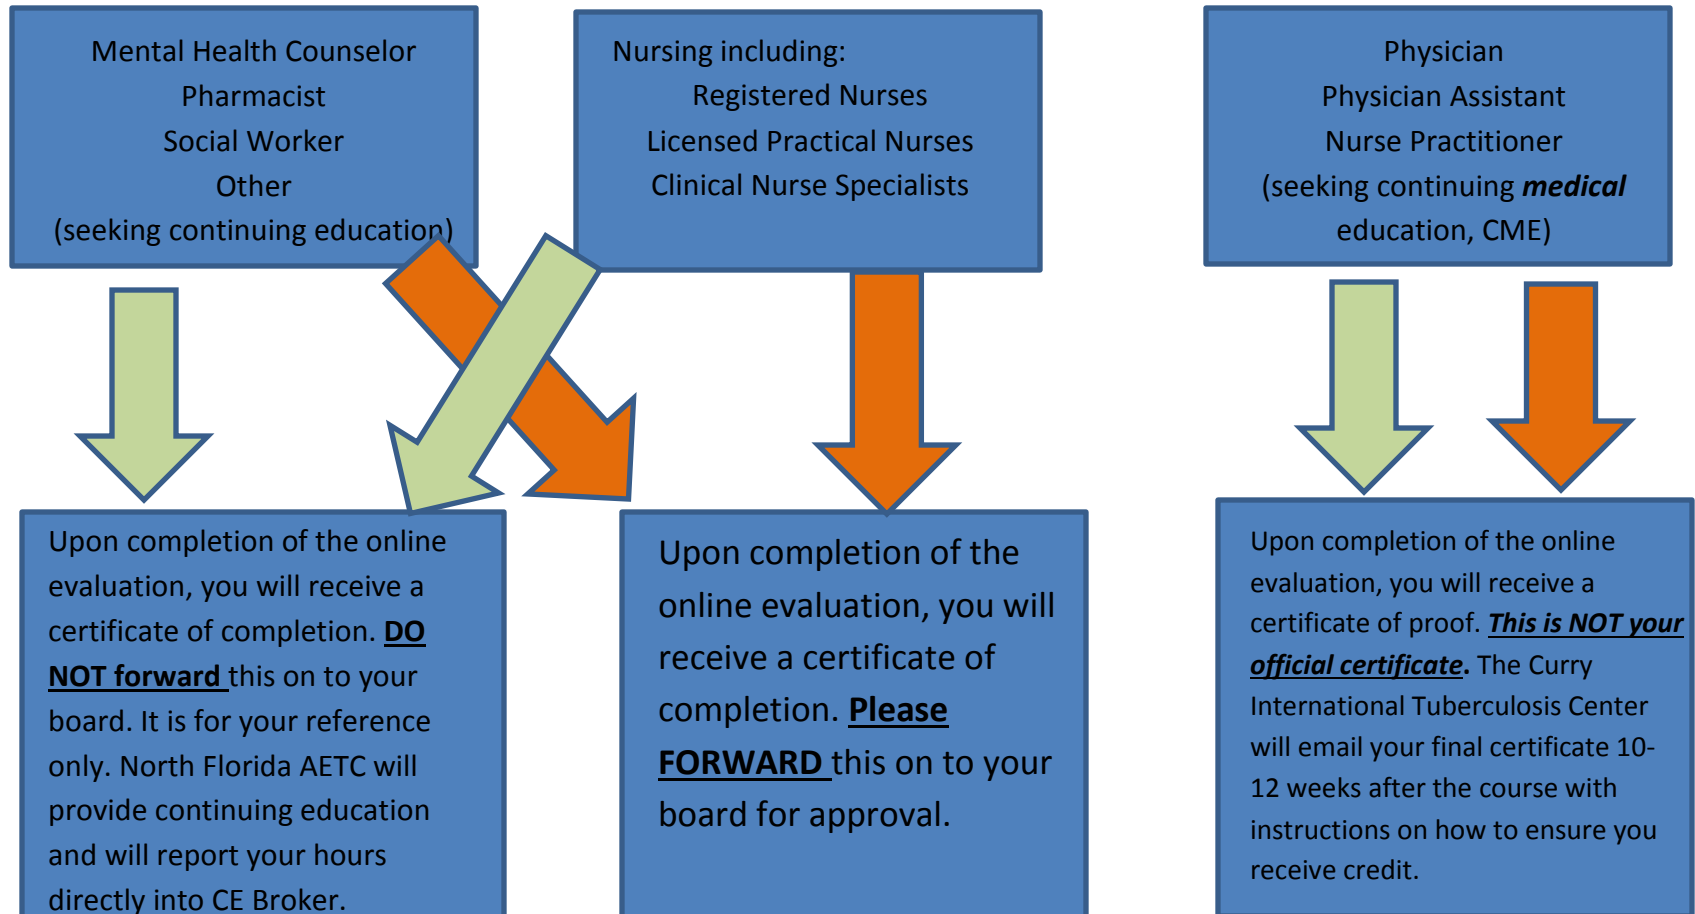 Mental Health Counselor
Pharmacist
Social Worker
Other
(seeking continuing education)
Nursing including:
Registered Nurses
Licensed Practical Nurses
Clinical Nurse Specialists
Physician
Physician Assistant
Nurse Practitioner
(seeking continuing medical
education, CME)
Upon completion of the online
evaluation, you will receive a
certificate of completion. DO
NOT forward this on to your
board. It is for your reference
only. North Florida AETC will
provide continuing education
and will report your hours
directly into CE Broker.
Upon completion of the
online evaluation, you will
receive a certificate of
completion. Please
FORWARD this on to your
board for approval.
Upon completion of the online
evaluation, you will receive a
certificate of proof. This is NOT your
official certificate. The Curry
International Tuberculosis Center
will email your final certificate 10-
12 weeks after the course with
instructions on how to ensure you
receive credit.